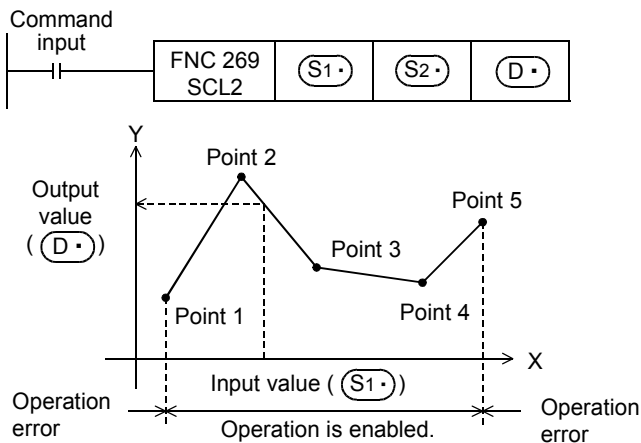 Command
input
FNC 269
SCL2
S1 ·
S2 ·
D ·
Y
Point 2
Output
value
( D · )
Point 5
Point 3
Point 1
Point 4
X
Input value ( S1 · )
Operation
error
Operation is enabled.
Operation
error